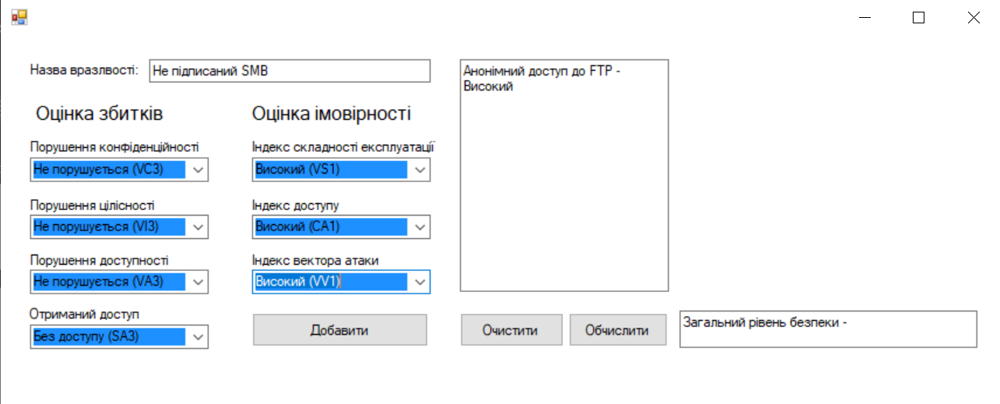 Назва вразлвості:
Не підписаний SMB
Оцінка збитків
Порушення конфіденційності
Не порушується (VC3)
Порушення цілісності
Не порушується (VI3)
Порушення доступності
Не порушується (VA3)
Отриманий доступ
Без доступу (SA3)
Оцінка імовірності
Індекс складності експлуатації
Високий (VS1)
Індекс доступу
Високий (CA1)
Індекс вектора атаки
Високий (VV1)
Добавити
Анонімний доступ до FTP -
Високий
Очистити
Обчислити
Загальний рівень безпеки -